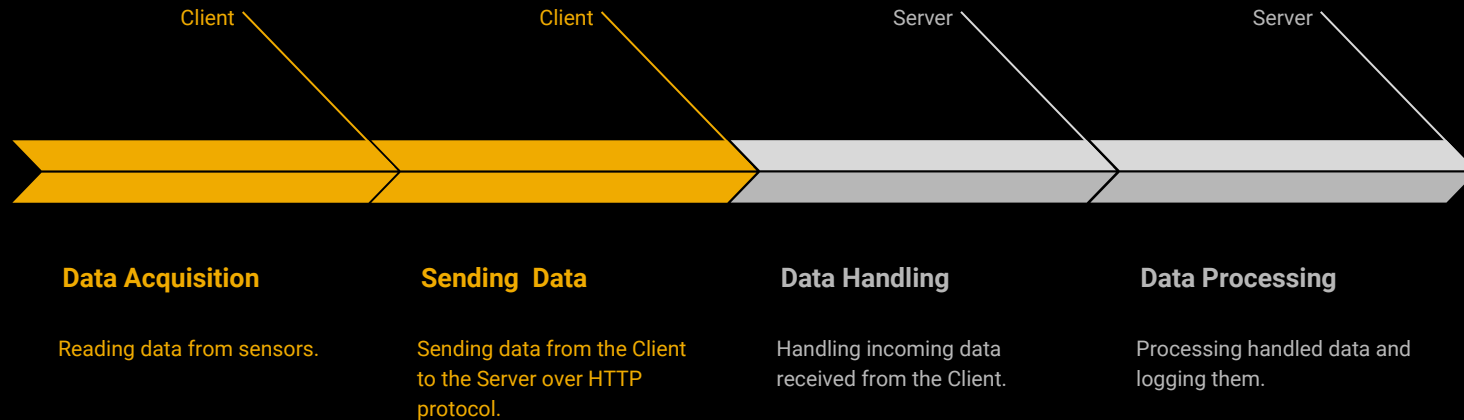 Client
Client
Server
Server
Data Acquisition
Sending  Data
Data Handling
Data Processing
Reading data from sensors.
Sending data from the Client
to the Server over HTTP
protocol.
Handling incoming data
received from the Client.
Processing handled data and
logging them.